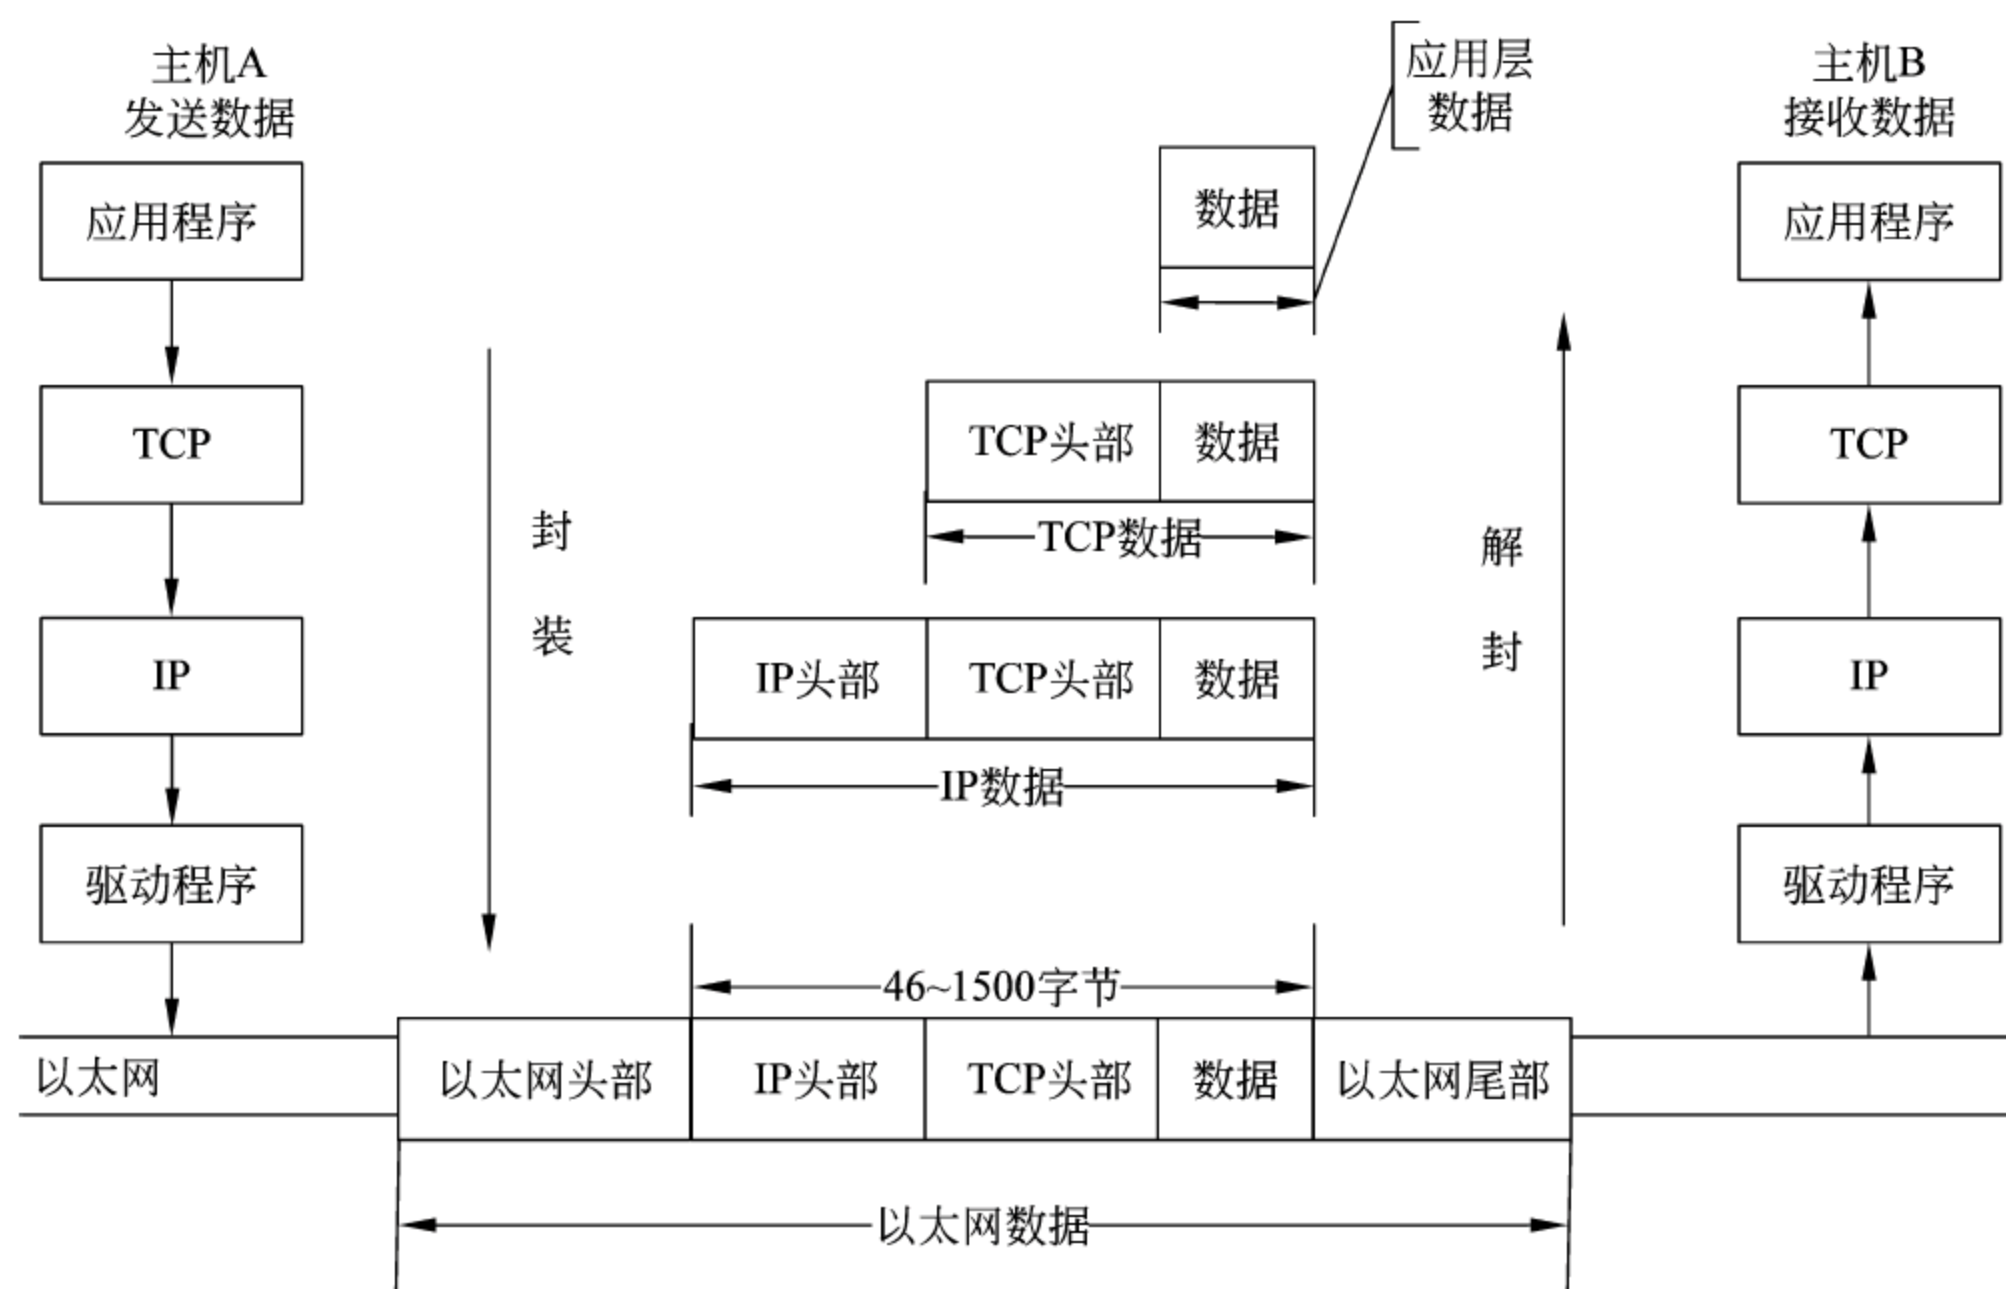 主机A
发送数据
应用程序
TCP
IP
驱动程序
以太网
封
装
应用层
数据
数据
TCP头部 数据
TCP数据
IP头部 TCP头部 数据
IP数据
46~1500字节
以太网头部 IP头部 TCP头部 数据 以太网尾部
以太网数据
解
封
主机B
接收数据
应用程序
TCP
IP
驱动程序